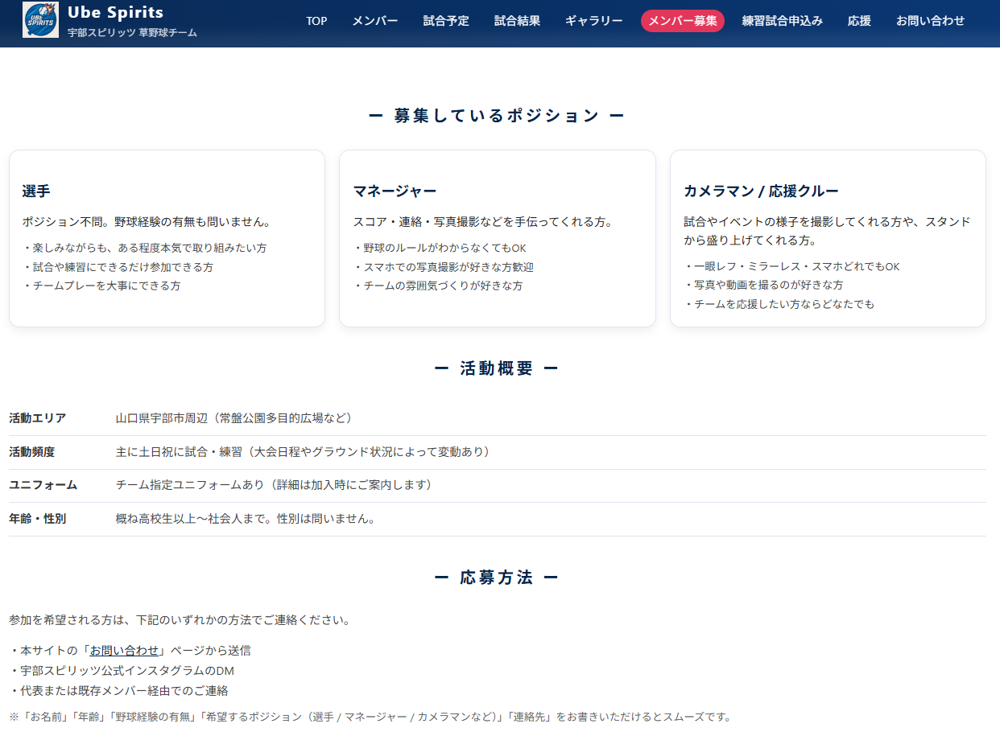 UBE
SPIRITS
Ube Spirits
宇部スピリッツ 草野球チーム
TOP メンバー 試合予定 試合結果 ギャラリー メンバー募集 練習試合申込み 応援 お問い合わせ
ー 募集しているポジション ー
選手
ポジション不問。野球経験の有無も問いません。
・楽しみながらも、ある程度本気で取り組みたい方
・試合や練習にできるだけ参加できる方
・チームプレーを大事にできる方
マネージャー
スコア・連絡・写真撮影などを手伝ってくれる方。
・野球のルールがわからなくてもOK
・スマホでの写真撮影が好きな方歓迎
・チームの雰囲気づくりが好きな方
カメラマン / 応援クルー
試合やイベントの様子を撮影してくれる方や、スタンド
から盛り上げてくれる方。
・一眼レフ・ミラーレス・スマホどれでもOK
・写真や動画を撮るのが好きな方
・チームを応援したい方ならどなたでも
ー 活動概要 ー
活動エリア 山口県宇部市周辺（常盤公園多目的広場など）
活動頻度 主に土日祝に試合・練習（大会日程やグラウンド状況によって変動あり）
ユニフォーム チーム指定ユニフォームあり（詳細は加入時にご案内します）
年齢・性別 概ね高校生以上〜社会人まで。性別は問いません。
ー 応募方法 ー
参加を希望される方は、下記のいずれかの方法でご連絡ください。
・本サイトの「お問い合わせ」ページから送信
・宇部スピリッツ公式インスタグラムのDM
・代表または既存メンバー経由でのご連絡
※「お名前」「年齢」「野球経験の有無」「希望するポジション（選手 / マネージャー / カメラマンなど）」「連絡先」をお書きいただけるとスムーズです。